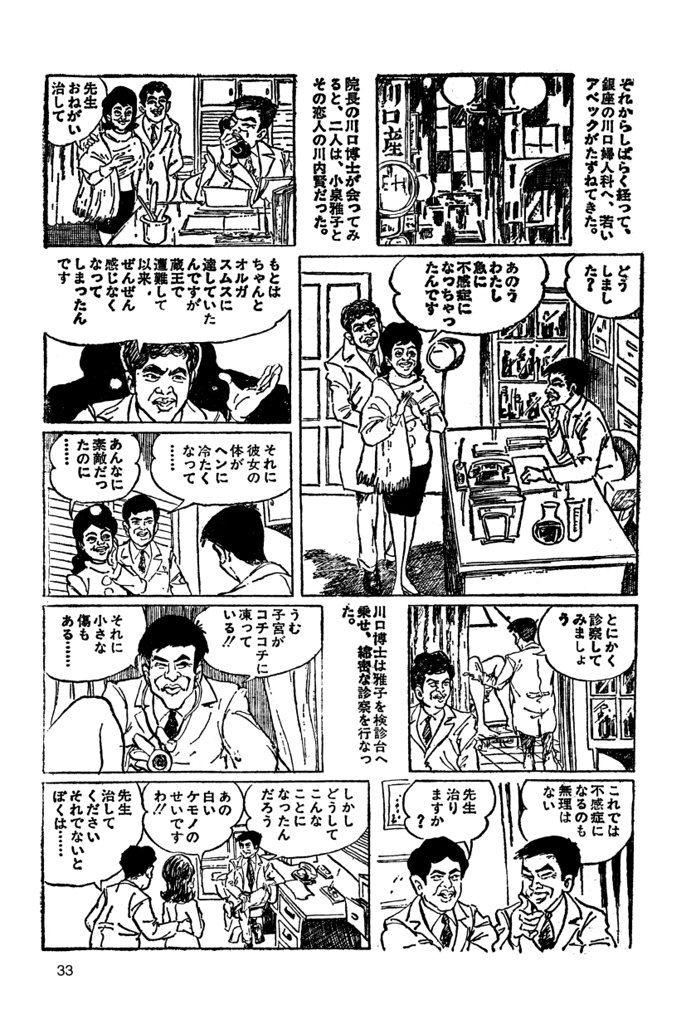 それからしばらく経って、
銀座の川口婦人科へ、若い
アベックがたずねてきた。
川口産
院長の川口博士が会ってみ
ると、二人は、小泉雅子と
その恋人の川内賢だった。
先生
おねがい
治して
どう
しまし
た?
あのう
わたし
急に
不感症に
なっちゃっ
たんです
もとは
ちゃんと
オルガ
スムスに
達していた
んですが
蔵王で
遭難して
以来、
ぜんぜん
感じなく
なって
しまったん
です
それに
彼女の
体が
ヘンに
冷たく
なって
……
あんなに
素敵だっ
たのに
……
とにかく
診察して
みましょ
う
川口博士は雅子を検診台へ
乗せ、綿密な診察を行なっ
た。
うむ
子宮が
コチコチに
凍って
いる!!
それに
小さな
傷も
ある……
これでは
不感症に
なるのも
無理は
ない
先生
治り
ますか
?
しかし
どうして
こんな
ことに
なったん
だろう
あの
白い
ケモノの
せいです
わ!!
先生
治して
ください
それでないと
ぼくは……
33